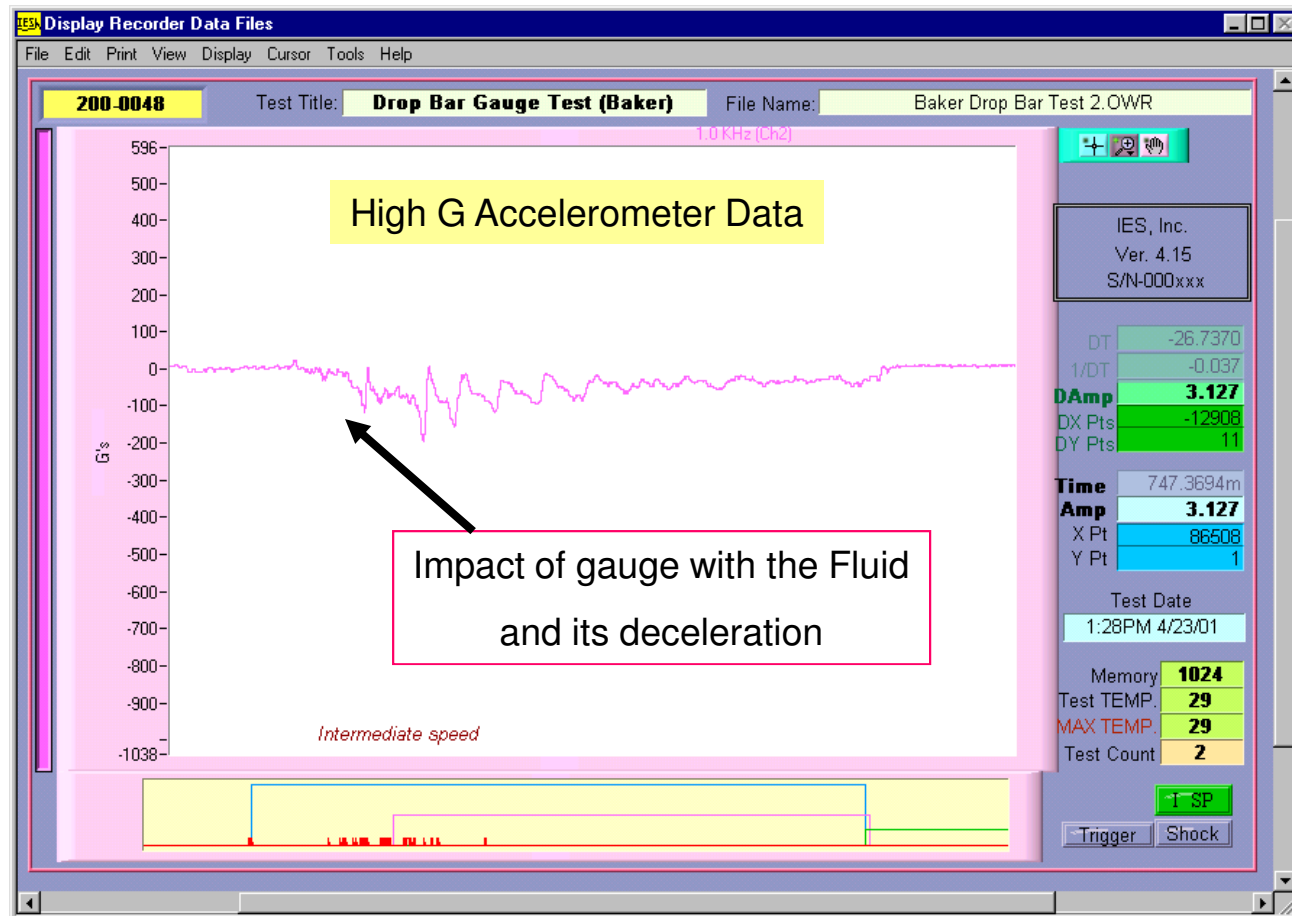 IES Display Recorder Data Files
File Edit Print View Display Cursor Tools Help
200-0048 Test Title: Drop Bar Gauge Test (Baker) File Name: Baker Drop Bar Test 2.OWR
1.0 KHz (Ch2)
596
500
400
300
200
100
0
-100
-200
-300
-400
-500
-600
-700
-800
-900
-1038
G's
High G Accelerometer Data
Impact of gauge with the Fluid
and its deceleration
Intermediate speed
IES, Inc.
Ver. 4.15
S/N-000xxx
DT -26.7370
1/DT -0.037
DAmp 3.127
DX Pts -12908
DY Pts 11
Time 747.3694m
Amp 3.127
X Pt 86508
Y Pt 1
Test Date
1:28PM 4/23/01
Memory 1024
Test TEMP. 29
MAX TEMP. 29
Test Count 2
I SP
Trigger Shock